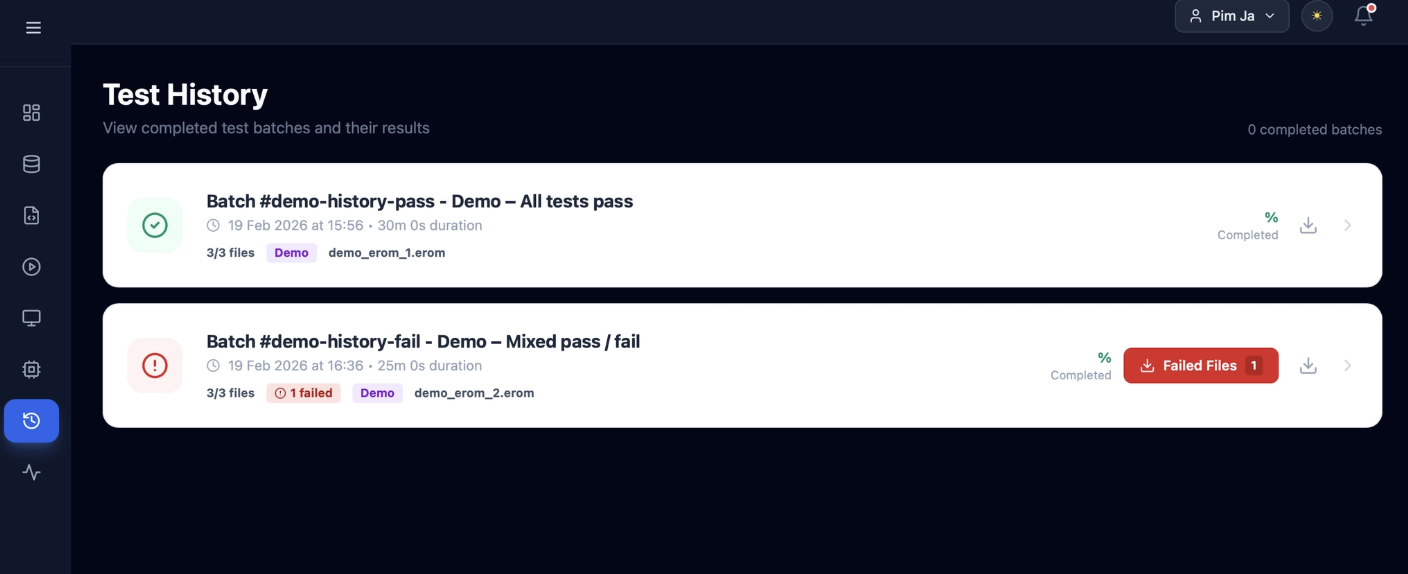 Pim Ja
Test History
View completed test batches and their results
0 completed batches
Batch #demo-history-pass - Demo – All tests pass
19 Feb 2026 at 15:56 • 30m 0s duration
3/3 files Demo demo_erom_1.erom
%
Completed
Batch #demo-history-fail - Demo – Mixed pass / fail
19 Feb 2026 at 16:36 • 25m 0s duration
3/3 files 1 failed Demo demo_erom_2.erom
%
Completed
Failed Files 1